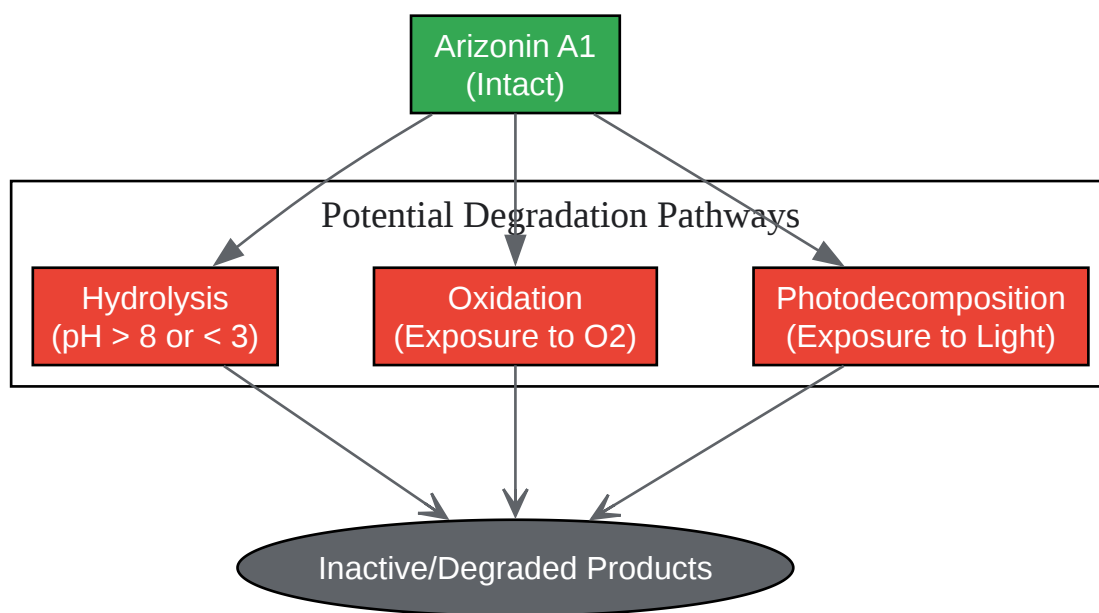 Arizonin A1
(Intact)
Potential Degradation Pathways
Hydrolysis
(pH > 8 or < 3)
Oxidation
(Exposure to O2)
Photodecomposition
(Exposure to Light)
Inactive/Degraded Products